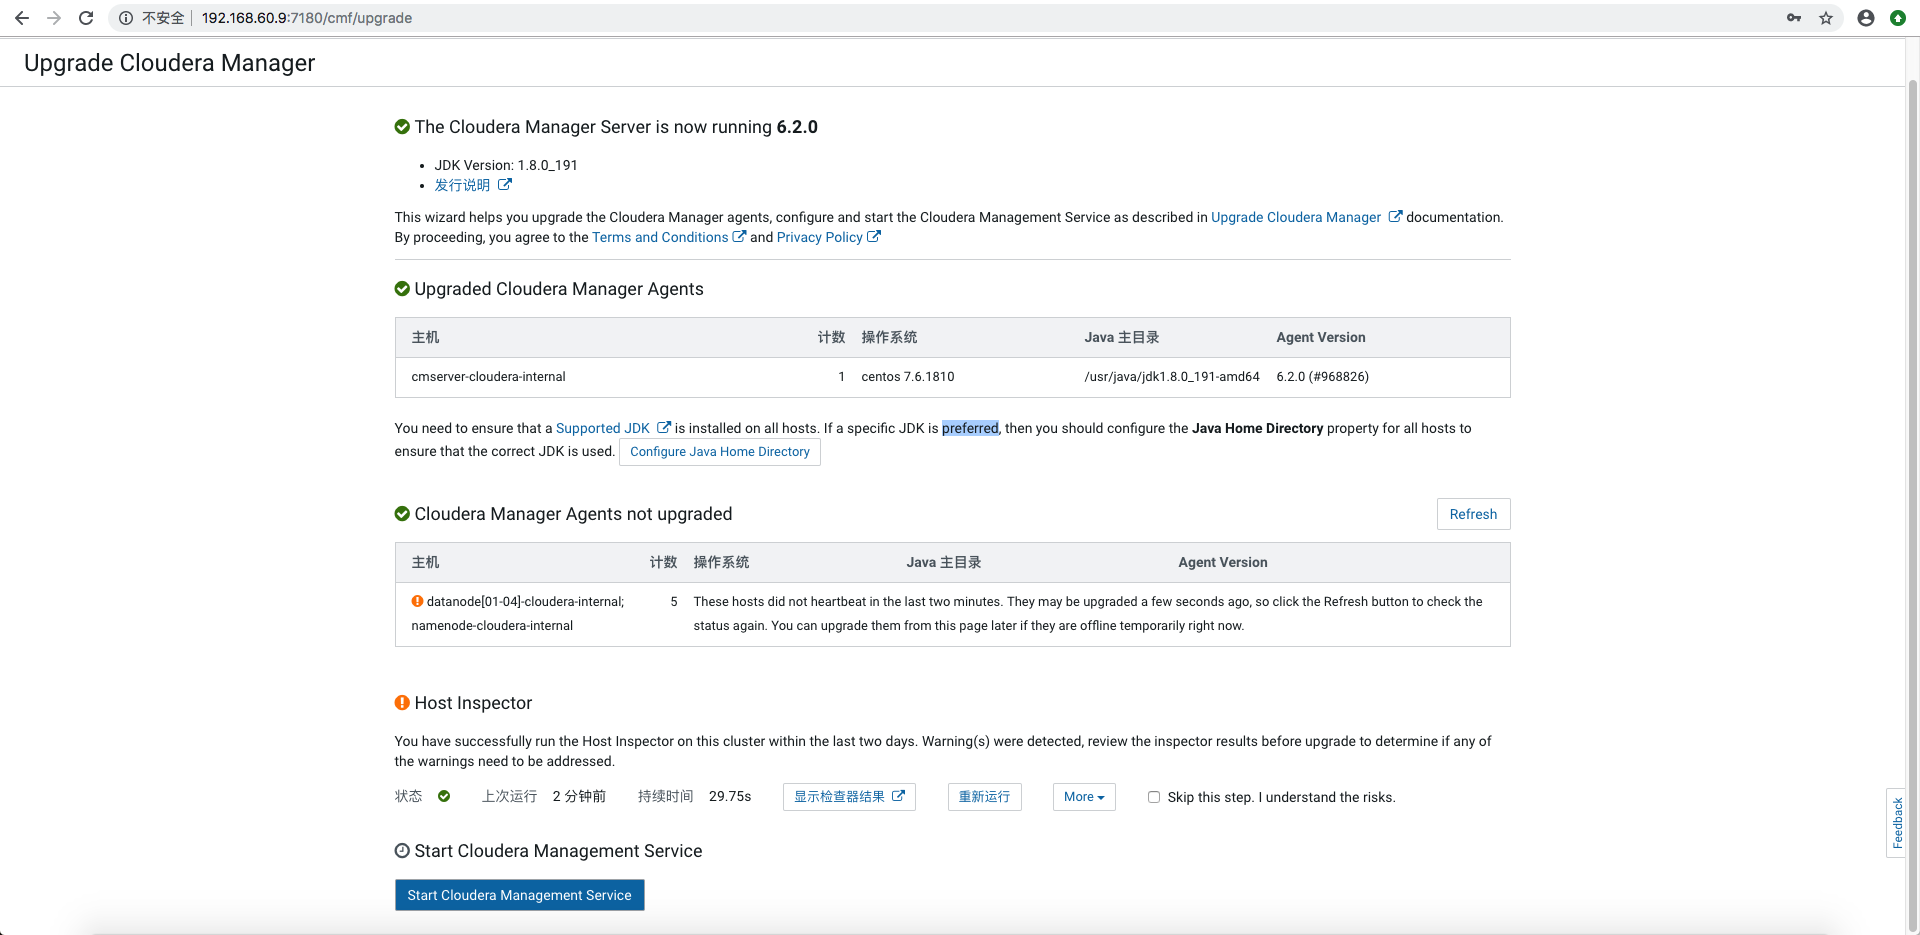 不安全 192.168.60.9:7180/cmf/upgrade
Upgrade Cloudera Manager
The Cloudera Manager Server is now running 6.2.0
• JDK Version: 1.8.0_191
• 发行说明
This wizard helps you upgrade the Cloudera Manager agents, configure and start the Cloudera Management Service as described in Upgrade Cloudera Manager documentation.
By proceeding, you agree to the Terms and Conditions and Privacy Policy
Upgraded Cloudera Manager Agents
主机 计数 操作系统 Java 主目录 Agent Version
cmserver-cloudera-internal 1 centos 7.6.1810 /usr/java/jdk1.8.0_191-amd64 6.2.0 (#968826)
You need to ensure that a Supported JDK is installed on all hosts. If a specific JDK is preferred, then you should configure the Java Home Directory property for all hosts to
ensure that the correct JDK is used. Configure Java Home Directory
Cloudera Manager Agents not upgraded Refresh
主机 计数 操作系统 Java 主目录 Agent Version
datanode[01-04]-cloudera-internal; 5 These hosts did not heartbeat in the last two minutes. They may be upgraded a few seconds ago, so click the Refresh button to check the
namenode-cloudera-internal status again. You can upgrade them from this page later if they are offline temporarily right now.
Host Inspector
You have successfully run the Host Inspector on this cluster within the last two days. Warning(s) were detected, review the inspector results before upgrade to determine if any of
the warnings need to be addressed.
状态 上次运行 2 分钟前 持续时间 29.75s 显示检查器结果 重新运行 More Skip this step. I understand the risks.
Feedback
Start Cloudera Management Service
Start Cloudera Management Service